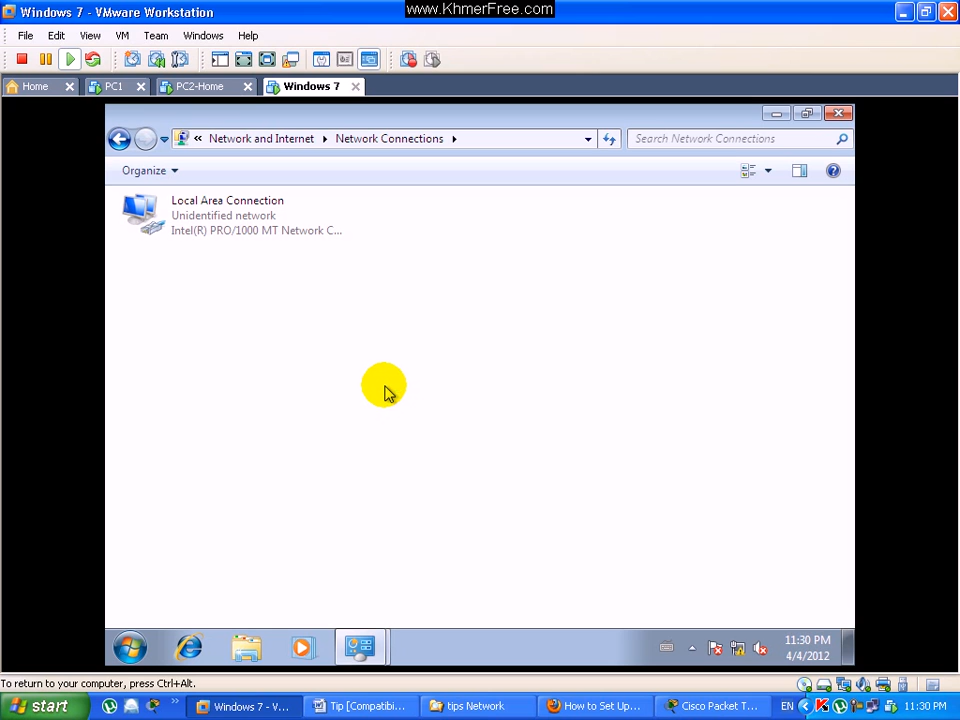 www.KhmerFree.com
Windows 7 - VMware Workstation
File Edit View VM Team Windows Help
Home PC1 PC2-Home Windows 7
« Network and Internet Network Connections Search Network Connections
Organize
Local Area Connection
Unidentified network
Intel(R) PRO/1000 MT Network C...
11:30 PM
4/4/2012
To return to your computer, press Ctrl+Alt.
start Windows 7 - V... Tip [Compatibi... tips Network How to Set Up... Cisco Packet T... EN 11:30 PM